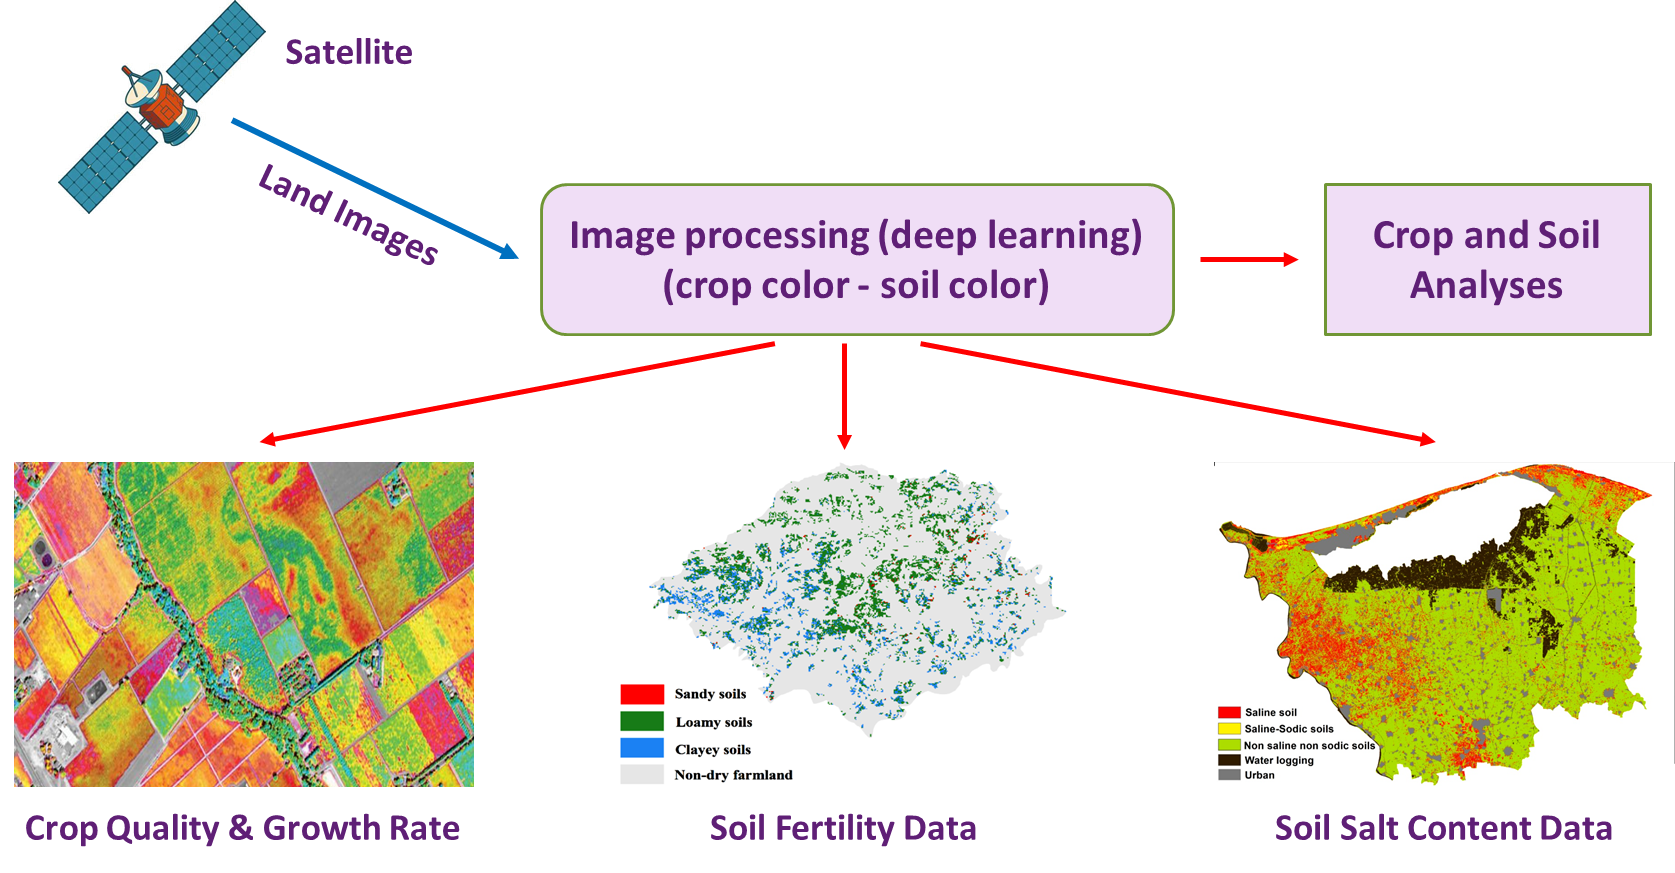 Satellite
Land Images
Image processing (deep learning)
(crop color - soil color)
Crop and Soil
Analyses
Sandy soils
Loamy soils
Clayey soils
Non-dry farmland
Saline soil
Saline-Sodic soils
Non saline non sodic soils
Water logging
Urban
Crop Quality & Growth Rate
Soil Fertility Data
Soil Salt Content Data